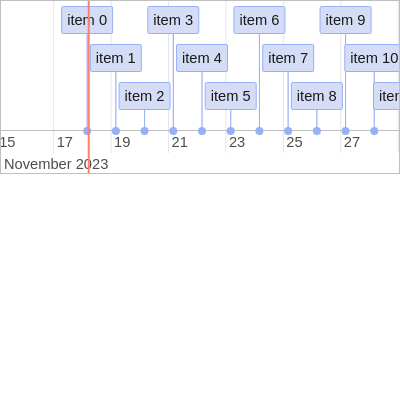 item 0 item 3 item 6 item 9
item 1 item 4 item 7 item 10
item 2 item 5 item 8 iter
15 17 19 21 23 25 27
November 2023